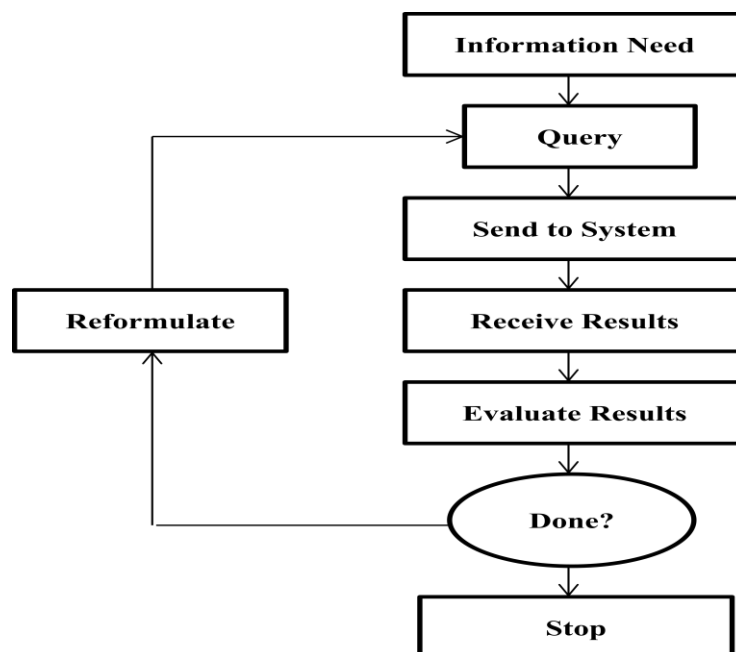 Information Need
Query
Send to System
Reformulate
Receive Results
Evaluate Results
Done?
Stop